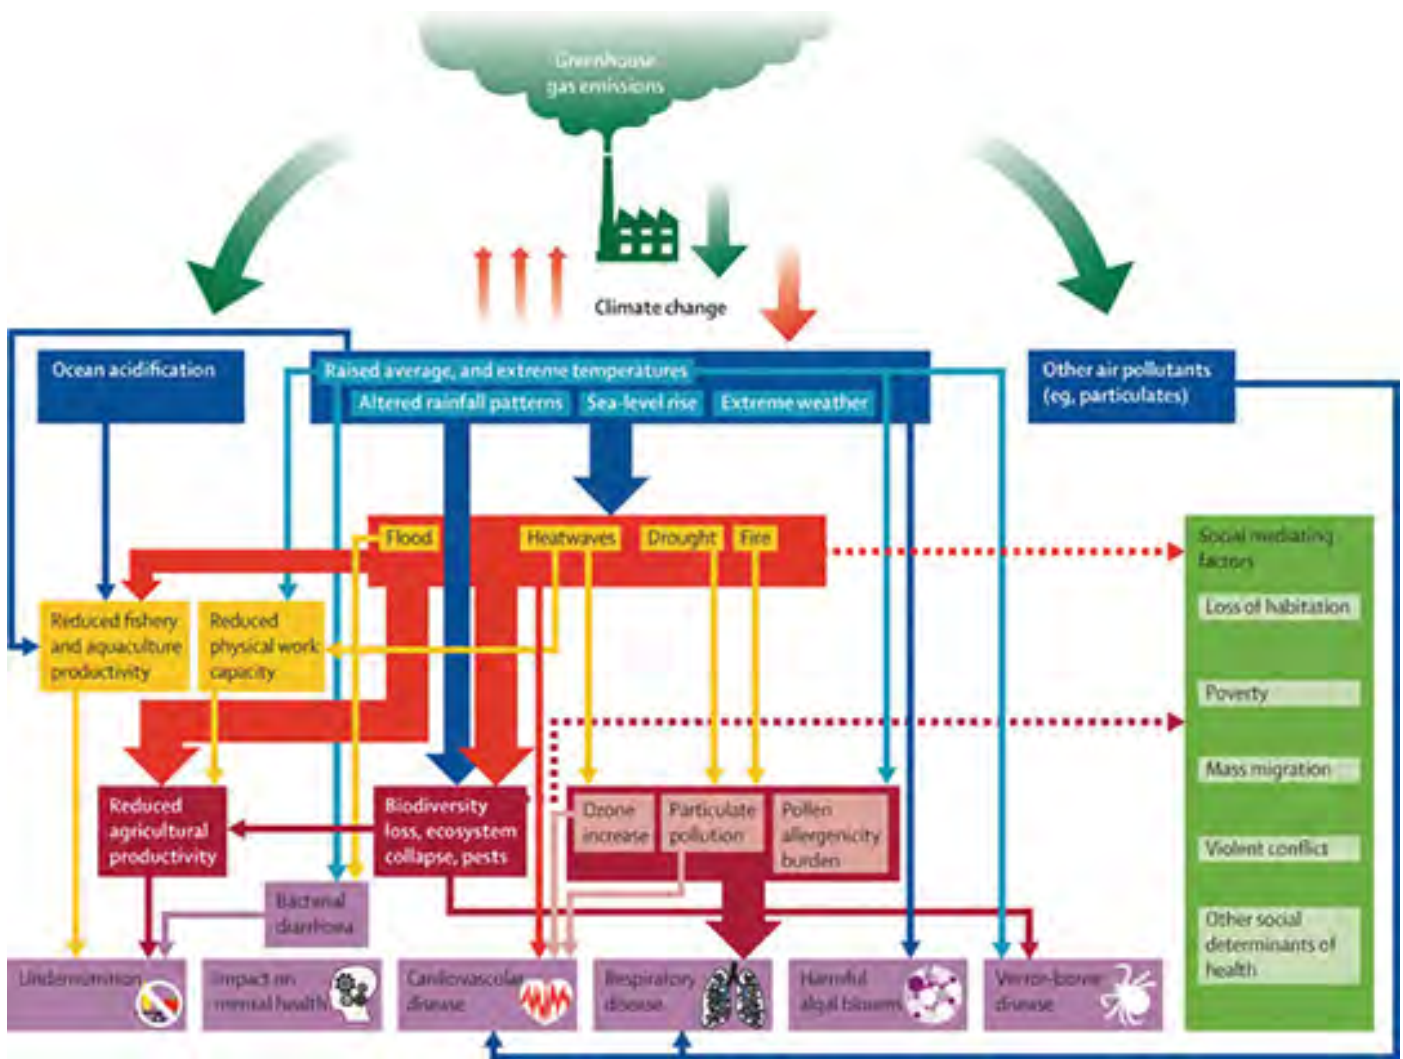 Greenhouse
gas emissions
Climate change
Ocean acidification
Raised average, and extreme temperatures
Altered rainfall patterns
Sea-level rise
Extreme weather
Other air pollutants
(eg, particulates)
Flood
Heatwaves
Drought
Fire
Social mediating
factors
Loss of habitation
Poverty
Mass migration
Violent conflict
Other social
determinants of
health
Reduced fishery
and aquaculture
productivity
Reduced
physical work
capacity
Reduced
agricultural
productivity
Biodiversity
loss, ecosystem
collapse, pests
Ozone
increase
Particulate
pollution
Pollen
allergenicity
burden
Bacterial
diarrhoea
Undernutrition
Impact on
mental health
Cardiovascular
disease
Respiratory
disease
Harmful
algal blooms
Vector-borne
disease